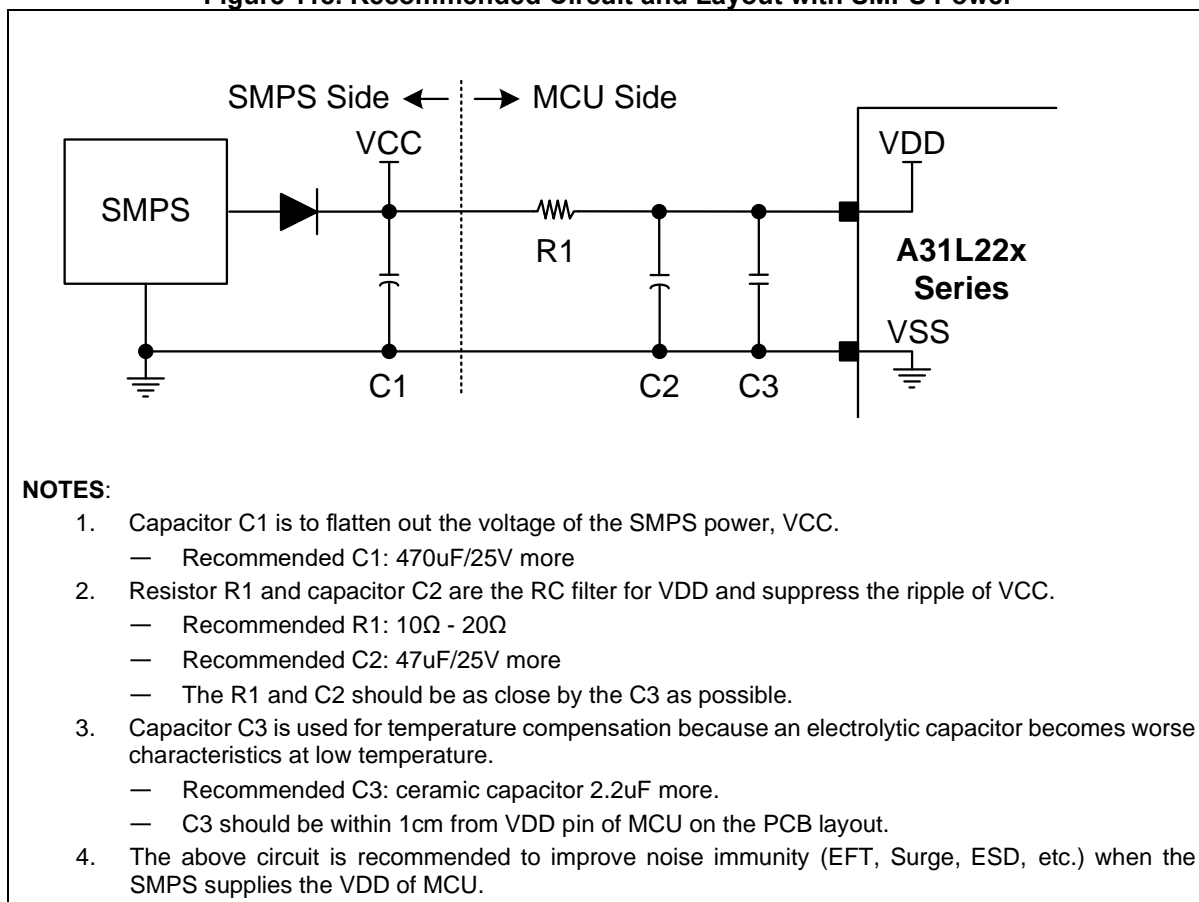 SMPS Side MCU Side
VCC
VDD
SMPS
R1
A31L22x
Series
VSS
C1
C2
C3
NOTES:
1. Capacitor C1 is to flatten out the voltage of the SMPS power, VCC.
— Recommended C1: 470uF/25V more
2. Resistor R1 and capacitor C2 are the RC filter for VDD and suppress the ripple of VCC.
— Recommended R1: 10Ω - 20Ω
— Recommended C2: 47uF/25V more
— The R1 and C2 should be as close by the C3 as possible.
3. Capacitor C3 is used for temperature compensation because an electrolytic capacitor becomes worse
characteristics at low temperature.
— Recommended C3: ceramic capacitor 2.2uF more.
— C3 should be within 1cm from VDD pin of MCU on the PCB layout.
4. The above circuit is recommended to improve noise immunity (EFT, Surge, ESD, etc.) when the
SMPS supplies the VDD of MCU.